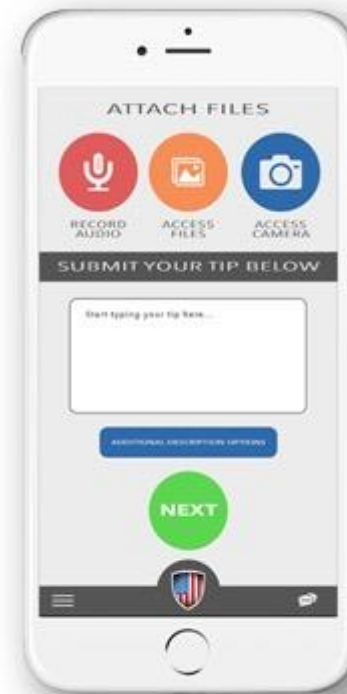 ATTACH FILES
RECORD
AUDIO
ACCESS
FILES
ACCESS
CAMERA
SUBMIT YOUR TIP BELOW
Start typing your tip here...
ADDITIONAL DESCRIPTION OPTIONS
NEXT